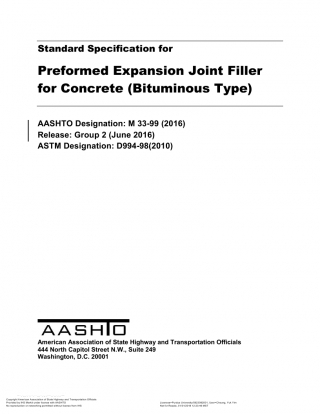 Standard Specification for
Preformed Expansion Joint Filler
for Concrete (Bituminous Type)
AASHTO Designation: M 33-99 (2016)
Release: Group 2 (June 2016)
ASTM Designation: D994-98(2010)
AASHTO
American Association of State Highway and Transportation Officials
444 North Capitol Street N.W., Suite 249
Washington, D.C. 20001